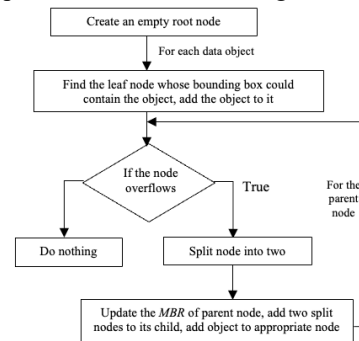 Create an empty root node
For each data object
Find the leaf node whose bounding box could
contain the object, add the object to it
If the node
overflows
True
For the
parent
node
Do nothing
Split node into two
Update the MBR of parent node, add two split
nodes to its child, add object to appropriate node